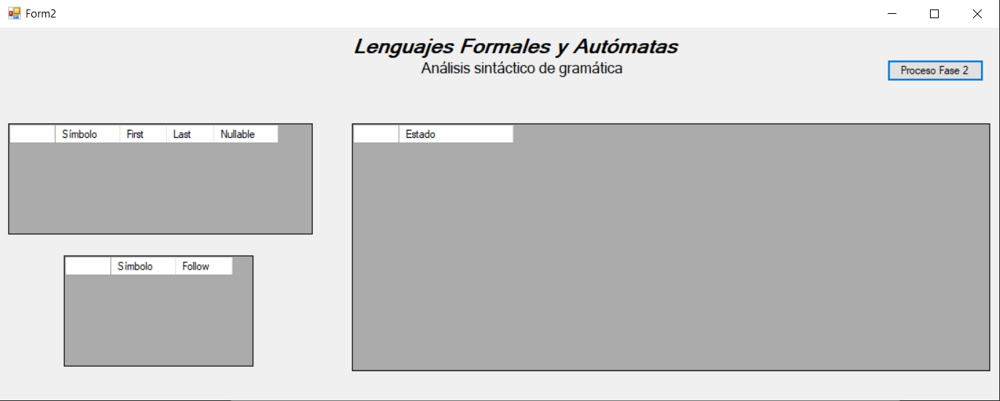 Form2
Lenguajes Formales y Autómatas
Análisis sintáctico de gramática
Proceso Fase 2
Símbolo First Last Nullable
Estado
Símbolo Follow